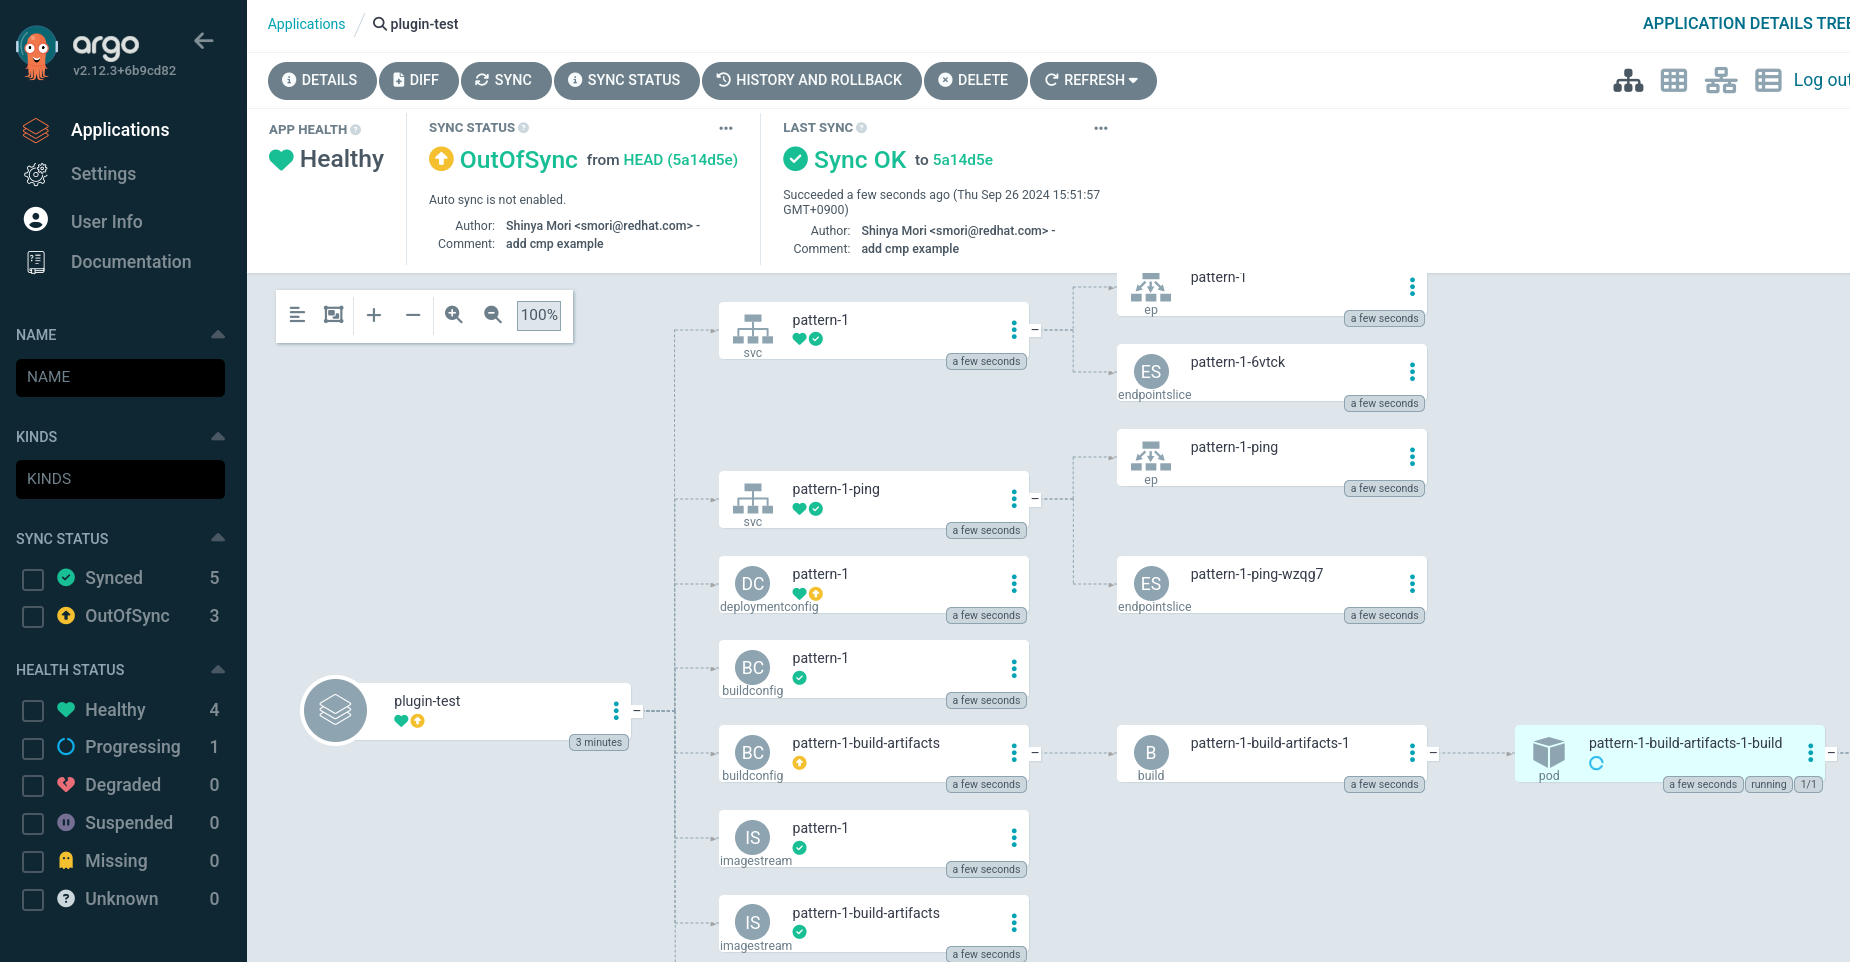 argo
v2.12.3+6b9cd82
Applications
Settings
User Info
Documentation
NAME
NAME
KINDS
KINDS
SYNC STATUS
Synced 5
OutOfSync 3
HEALTH STATUS
Healthy 4
Progressing 1
Degraded 0
Suspended 0
Missing 0
Unknown 0
Applications / plugin-test
APPLICATION DETAILS TREE
DETAILS DIFF SYNC SYNC STATUS HISTORY AND ROLLBACK DELETE REFRESH
Log out
APP HEALTH
Healthy
SYNC STATUS
OutOfSync from HEAD (5a14d5e)
Auto sync is not enabled.
Author: Shinya Mori <smori@redhat.com> -
Comment: add cmp example
LAST SYNC
Sync OK to 5a14d5e
Succeeded a few seconds ago (Thu Sep 26 2024 15:51:57
GMT+0900)
Author: Shinya Mori <smori@redhat.com> -
Comment: add cmp example
100%
plugin-test
3 minutes
pattern-1
svc
a few seconds
pattern-1
ep
a few seconds
ES
pattern-1-6vtck
endpointslice
a few seconds
pattern-1-ping
svc
a few seconds
pattern-1-ping
ep
a few seconds
ES
pattern-1-ping-wzqg7
endpointslice
a few seconds
DC
pattern-1
deploymentconfig
a few seconds
BC
pattern-1
buildconfig
a few seconds
BC
pattern-1-build-artifacts
buildconfig
a few seconds
B
pattern-1-build-artifacts-1
build
a few seconds
pattern-1-build-artifacts-1-build
pod
a few seconds running 1/1
IS
pattern-1
imagestream
a few seconds
IS
pattern-1-build-artifacts
imagestream
a few seconds